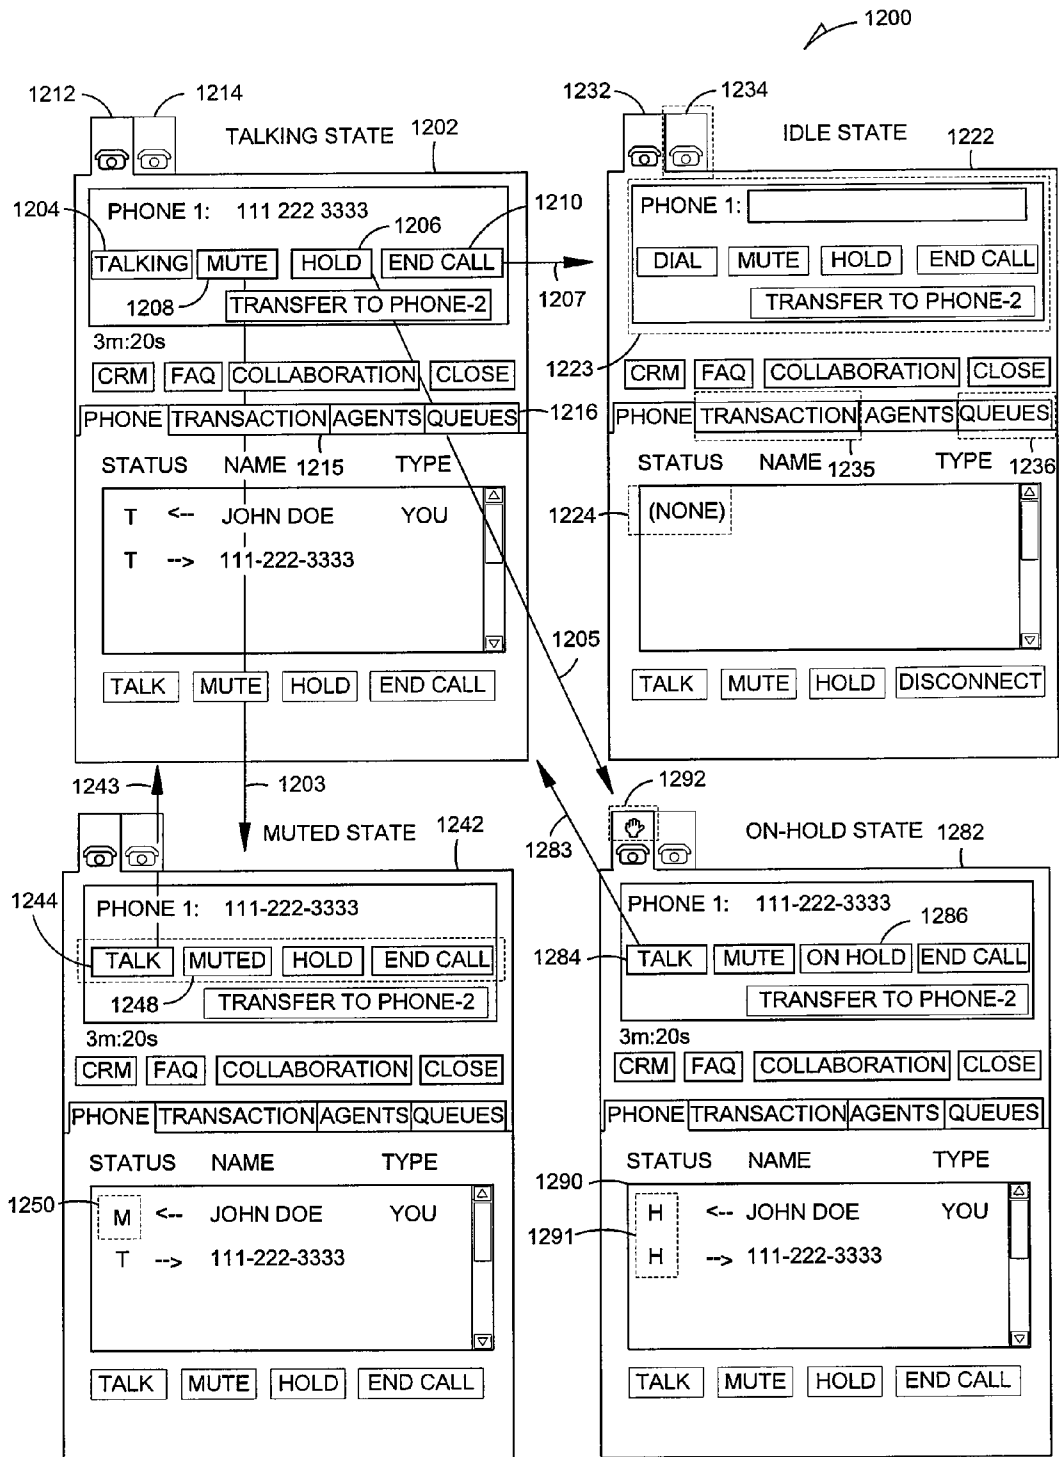 1200
1212
1214
TALKING STATE
1202
1204
PHONE 1: 111 222 3333
1206
1210
TALKING MUTE HOLD END CALL
1208
1207
TRANSFER TO PHONE-2
3m:20s
CRM FAQ COLLABORATION CLOSE
PHONE TRANSACTION AGENTS QUEUES
1216
1215
STATUS NAME TYPE
T <-- JOHN DOE YOU
T --> 111-222-3333
TALK MUTE HOLD END CALL
1232
1234
IDLE STATE
1222
PHONE 1:
DIAL MUTE HOLD END CALL
TRANSFER TO PHONE-2
1223
CRM FAQ COLLABORATION CLOSE
PHONE TRANSACTION AGENTS QUEUES
1235
1236
STATUS NAME TYPE
1224
(NONE)
TALK MUTE HOLD DISCONNECT
1205
1243
1203
1283
MUTED STATE
1242
1244
PHONE 1: 111-222-3333
TALK MUTED HOLD END CALL
1248
TRANSFER TO PHONE-2
3m:20s
CRM FAQ COLLABORATION CLOSE
PHONE TRANSACTION AGENTS QUEUES
STATUS NAME TYPE
1250
M <-- JOHN DOE YOU
T --> 111-222-3333
TALK MUTE HOLD END CALL
1292
ON-HOLD STATE
1282
PHONE 1: 111-222-3333
1286
1284
TALK MUTE ON HOLD END CALL
TRANSFER TO PHONE-2
3m:20s
CRM FAQ COLLABORATION CLOSE
PHONE TRANSACTION AGENTS QUEUES
STATUS NAME TYPE
1290
H <-- JOHN DOE YOU
1291
H --> 111-222-3333
TALK MUTE HOLD END CALL